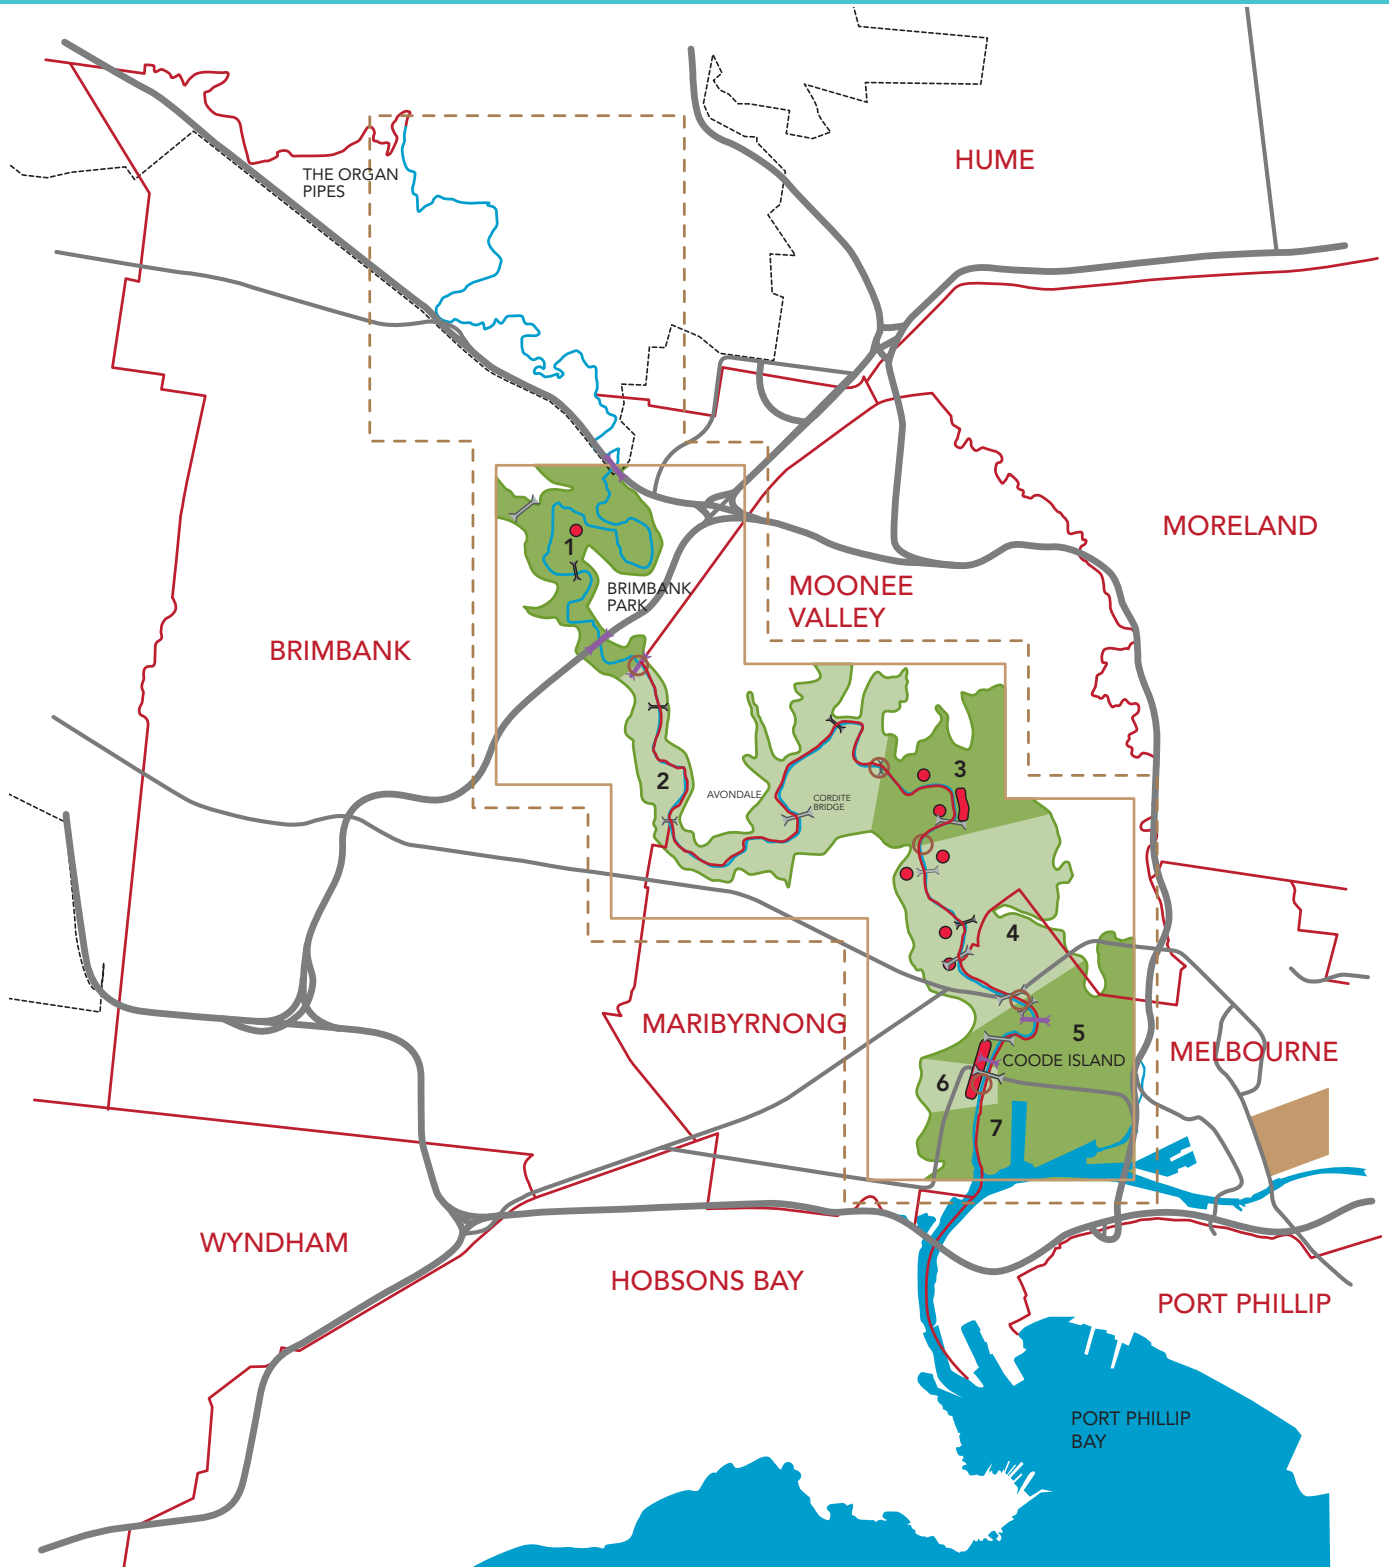 HUME
THE ORGAN
PIPES
MORELAND
1
BRIMBANK
PARK
MOONEE
VALLEY
BRIMBANK
3
2
AVONDALE
CORDITE
BRIDGE
4
MARIBYRNONG
5
MELBOURNE
COODE ISLAND
6
7
WYNDHAM
HOBSONS BAY
PORT PHILLIP
PORT PHILLIP
BAY